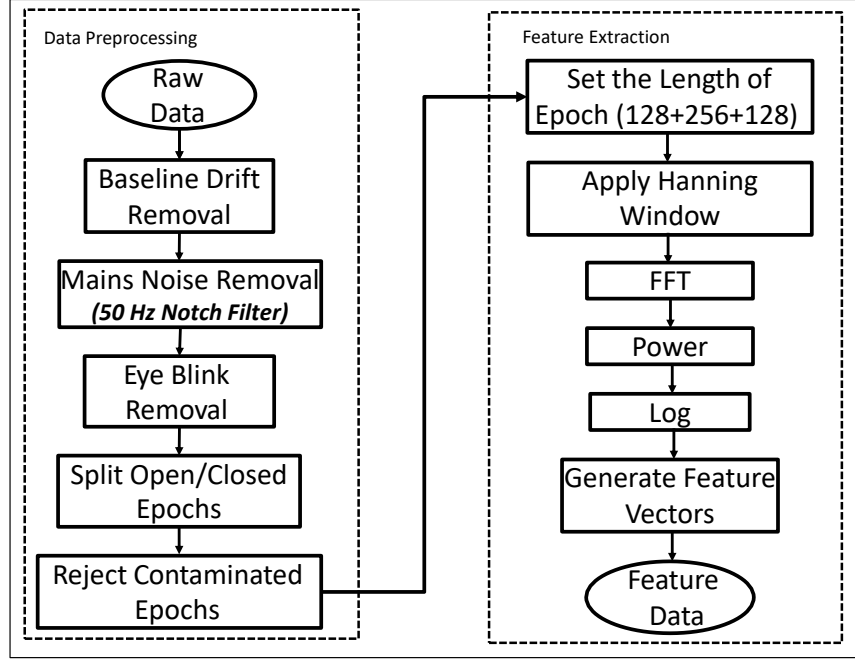 Data Preprocessing
Raw
Data
Baseline Drift
Removal
Mains Noise Removal
(50 Hz Notch Filter)
Eye Blink
Removal
Split Open/Closed
Epochs
Reject Contaminated
Epochs
Feature Extraction
Set the Length of
Epoch (128+256+128)
Apply Hanning
Window
FFT
Power
Log
Generate Feature
Vectors
Feature
Data